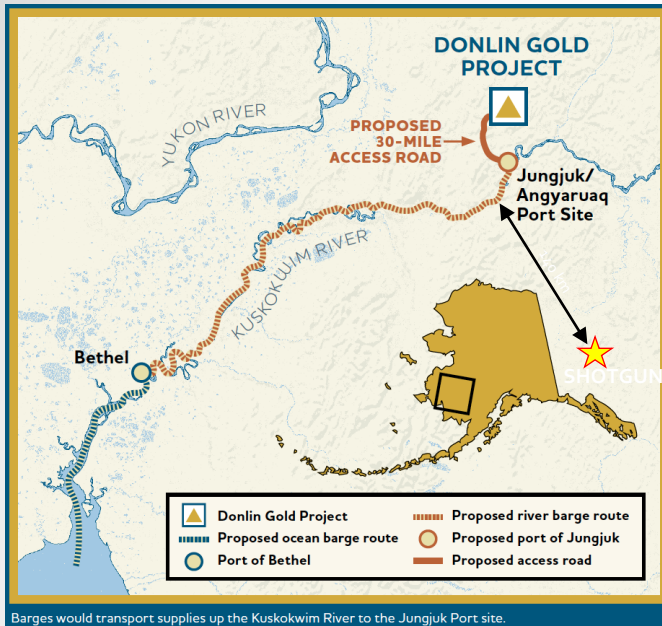 DONLIN GOLD
PROJECT
YUKON RIVER
PROPOSED
30-MILE
ACCESS ROAD
Jungjuk/
Angyaruaq
Port Site
KUSKOKWIM RIVER
Bethel
SHOTGUN
Donlin Gold Project
Proposed ocean barge route
Port of Bethel
Proposed river barge route
Proposed port of Jungjuk
Proposed access road
Barges would transport supplies up the Kuskokwim River to the Jungjuk Port site.